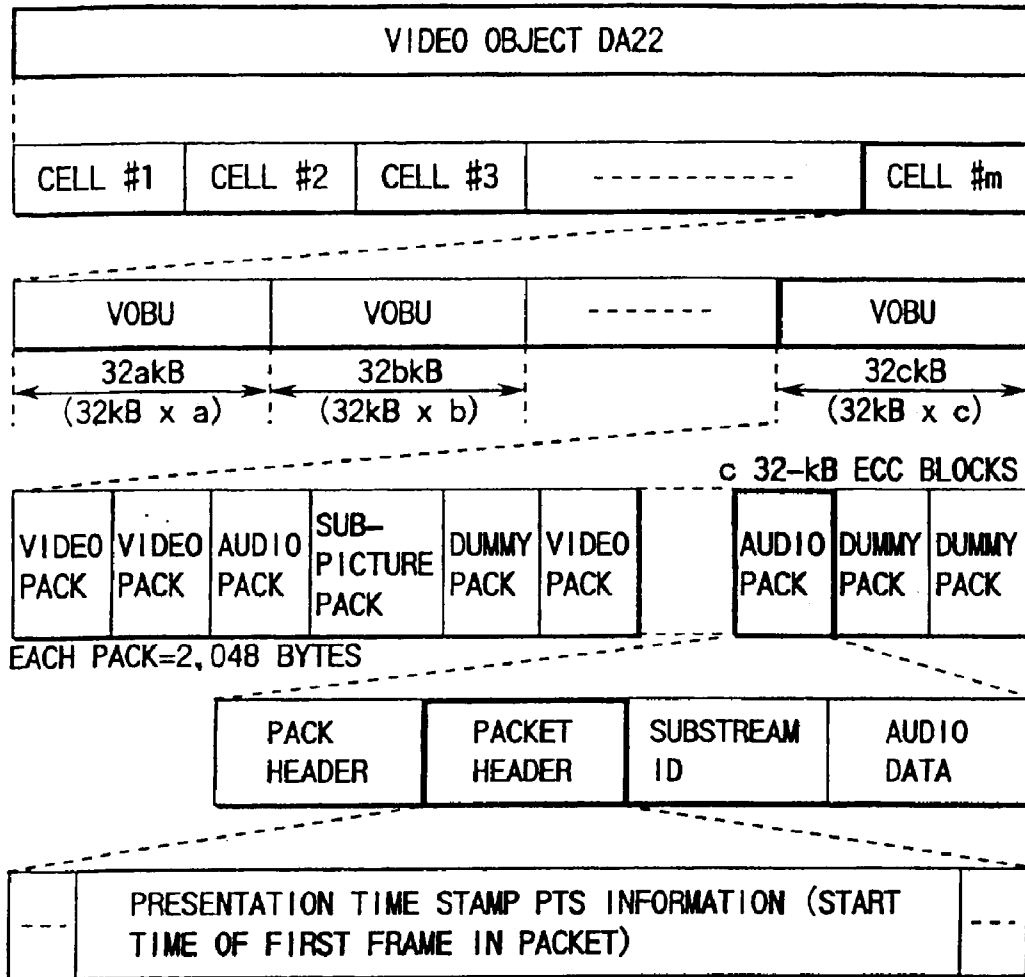 VIDEO OBJECT DA22
CELL #1
CELL #2
CELL #3
CELL #m
VOBU
VOBU
VOBU
32akB
(32kB x a)
32bkB
(32kB x b)
32ckB
(32kB x c)
c 32-kB ECC BLOCKS
VIDEO
PACK
VIDEO
PACK
AUDIO
PACK
SUB-
PICTURE
PACK
DUMMY
PACK
VIDEO
PACK
AUDIO
PACK
DUMMY
PACK
DUMMY
PACK
EACH PACK=2,048 BYTES
PACK
HEADER
PACKET
HEADER
SUBSTREAM
ID
AUDIO
DATA
PRESENTATION TIME STAMP PTS INFORMATION (START
TIME OF FIRST FRAME IN PACKET)